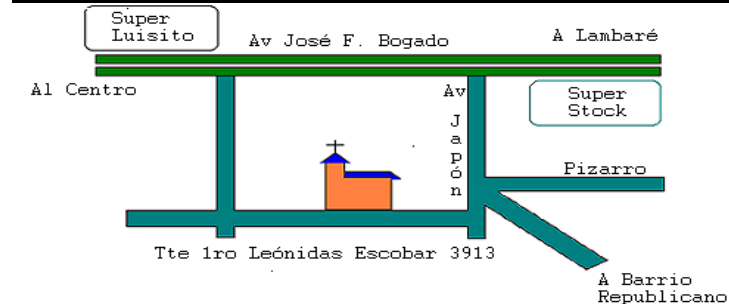 Super
Luisito
Av José F. Bogado
A Lambaré
Al Centro
Av
Japón
Super
Stock
Pizarro
Tte 1ro Leónidas Escobar 3913
A Barrio
Republicano